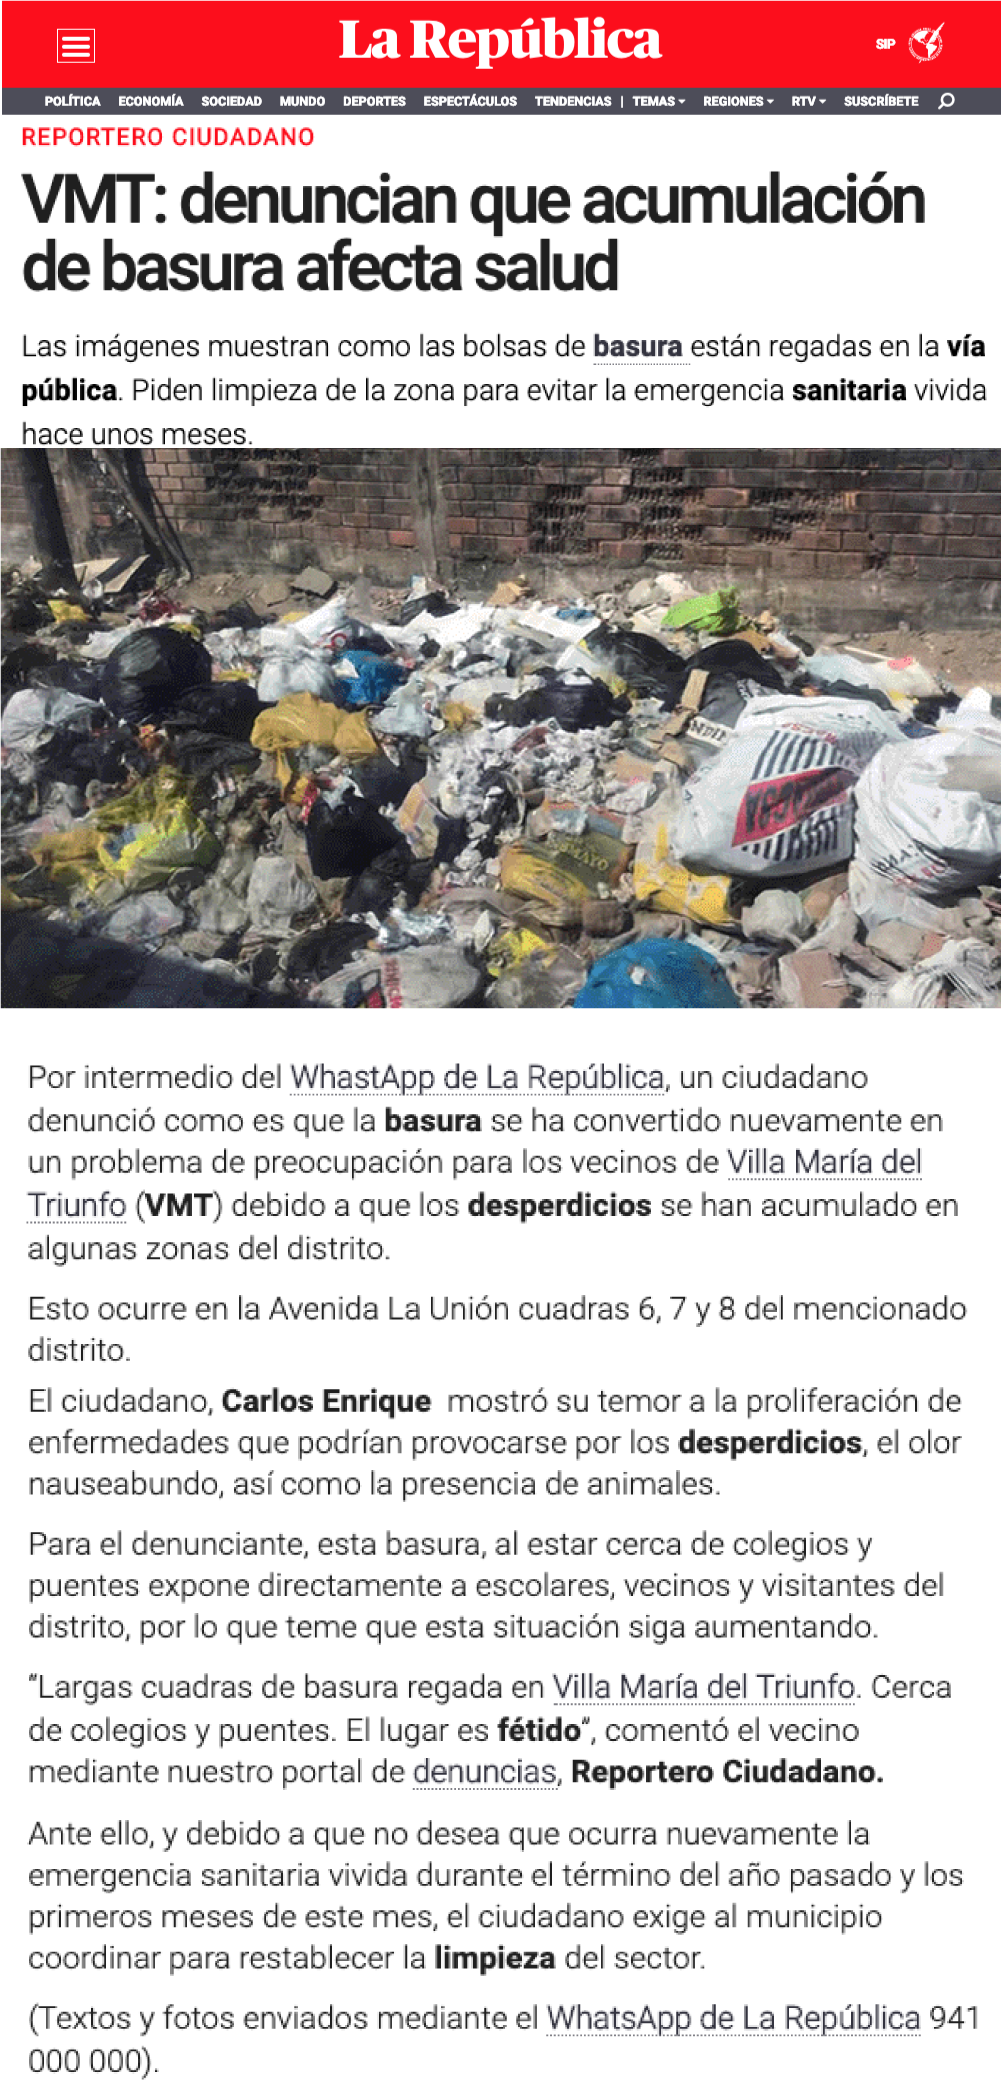 La República
SIP
POLÍTICA ECONOMÍA SOCIEDAD MUNDO DEPORTES ESPECTÁCULOS TENDENCIAS | TEMAS REGIONES RTV SUSCRÍBETE
REPORTERO CIUDADANO
VMT: denuncian que acumulación
de basura afecta salud
Las imágenes muestran como las bolsas de basura están regadas en la vía
pública. Piden limpieza de la zona para evitar la emergencia sanitaria vivida
hace unos meses.
Por intermedio del WhastApp de La República, un ciudadano
denunció como es que la basura se ha convertido nuevamente en
un problema de preocupación para los vecinos de Villa María del
Triunfo (VMT) debido a que los desperdicios se han acumulado en
algunas zonas del distrito.
Esto ocurre en la Avenida La Unión cuadras 6, 7 y 8 del mencionado
distrito.
El ciudadano, Carlos Enrique mostró su temor a la proliferación de
enfermedades que podrían provocarse por los desperdicios, el olor
nauseabundo, así como la presencia de animales.
Para el denunciante, esta basura, al estar cerca de colegios y
puentes expone directamente a escolares, vecinos y visitantes del
distrito, por lo que teme que esta situación siga aumentando.
“Largas cuadras de basura regada en Villa María del Triunfo. Cerca
de colegios y puentes. El lugar es fétido”, comentó el vecino
mediante nuestro portal de denuncias, Reportero Ciudadano.
Ante ello, y debido a que no desea que ocurra nuevamente la
emergencia sanitaria vivida durante el término del año pasado y los
primeros meses de este mes, el ciudadano exige al municipio
coordinar para restablecer la limpieza del sector.
(Textos y fotos enviados mediante el WhatsApp de La República 941
000 000).